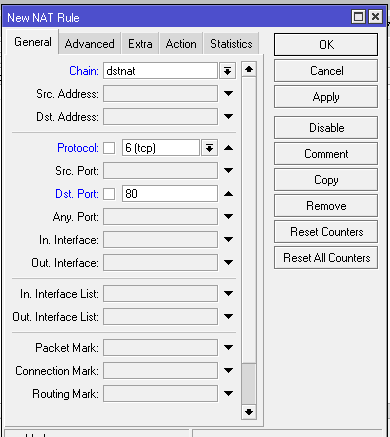 New NAT Rule
General Advanced Extra Action Statistics
Chain: dstnat
Src. Address:
Dst. Address:
Protocol: 6 (tcp)
Src. Port:
Dst. Port: 80
Any. Port:
In. Interface:
Out. Interface:
In. Interface List:
Out. Interface List:
Packet Mark:
Connection Mark:
Routing Mark:
OK
Cancel
Apply
Disable
Comment
Copy
Remove
Reset Counters
Reset All Counters